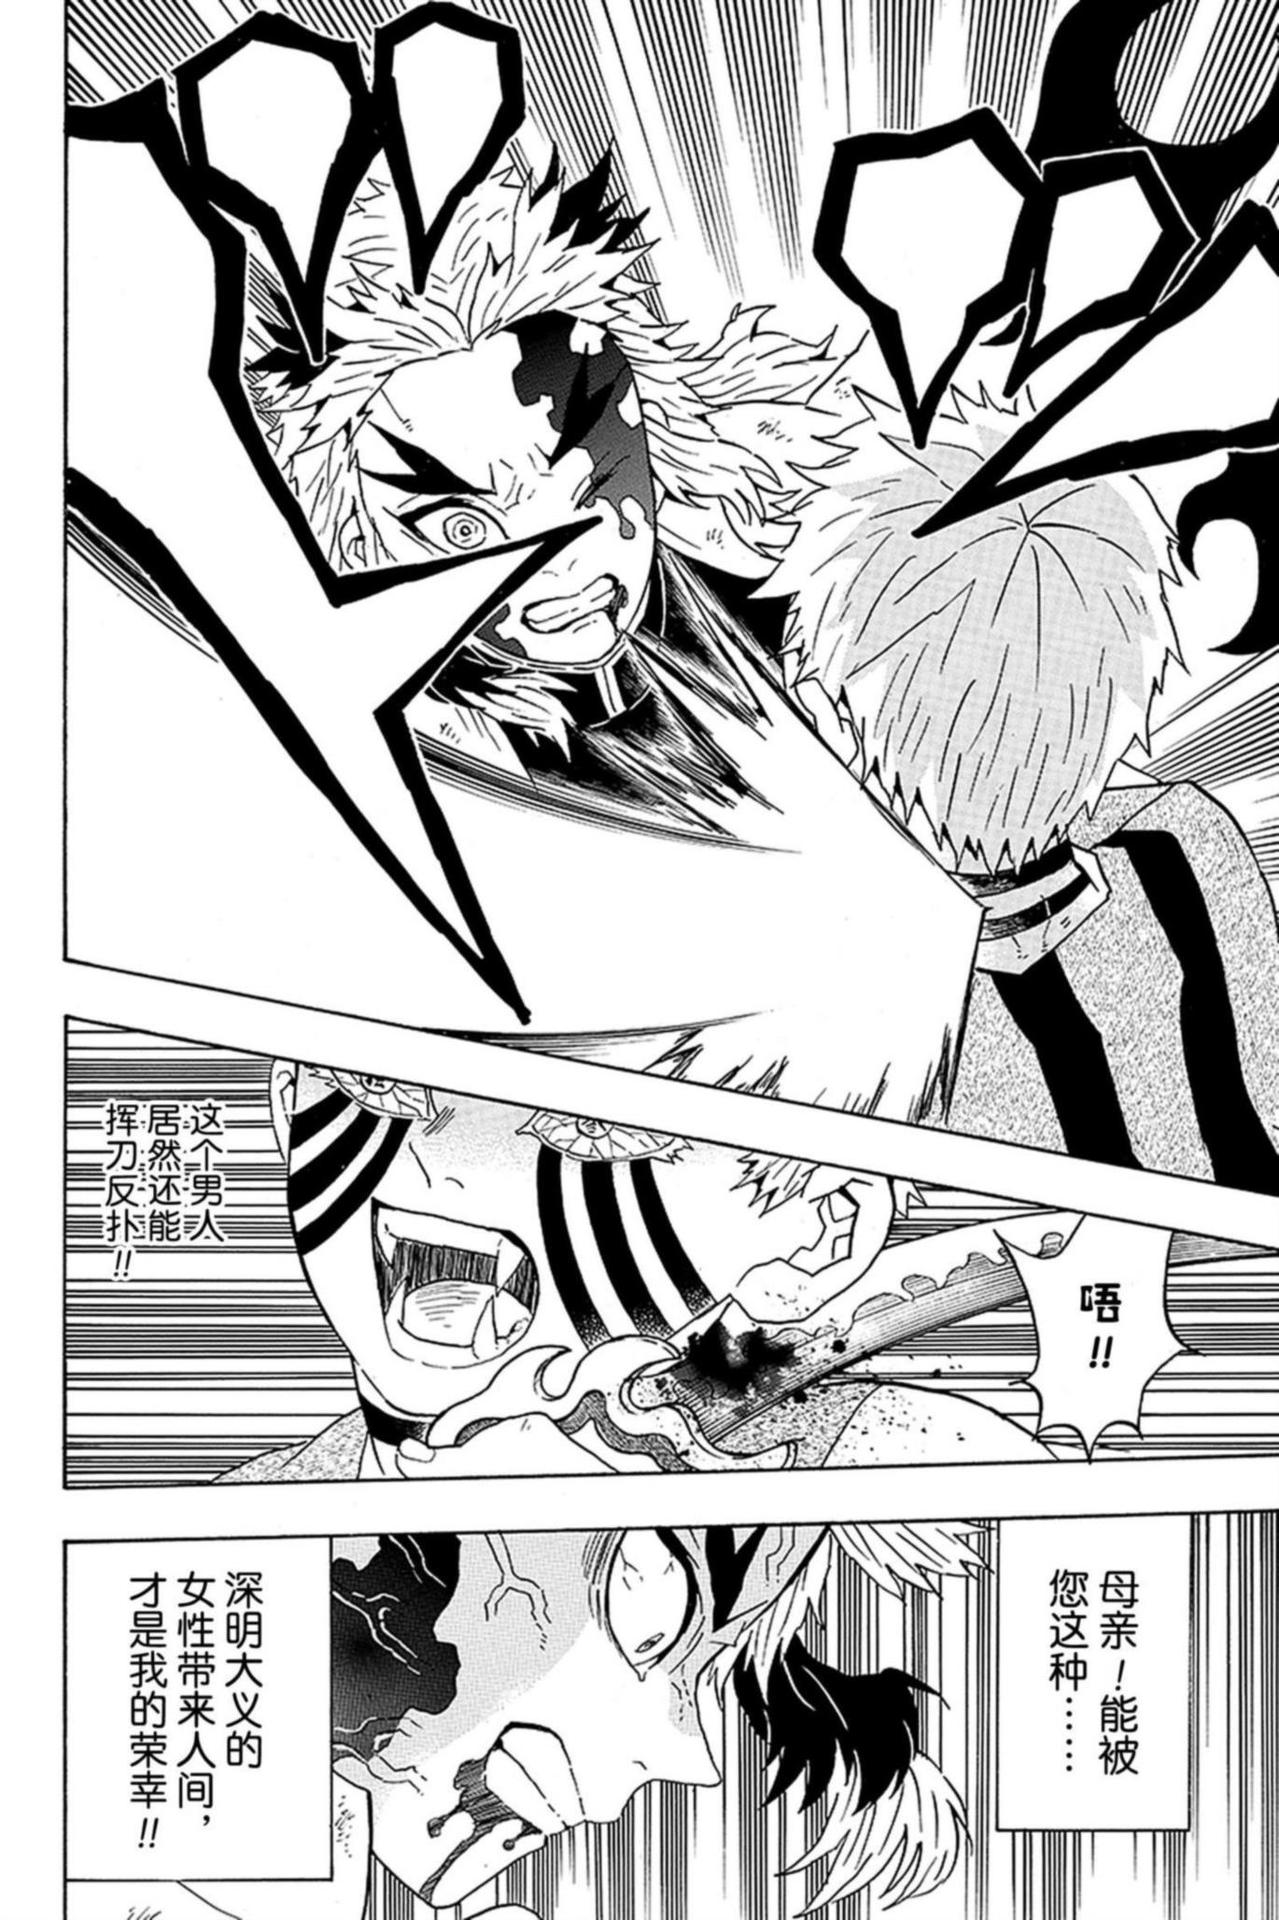 唔!!
这个男人
居然还能
挥刀反扑!!
母亲!能被
您这种……
深明大义的
女性带来人间，
才是我的荣幸!!